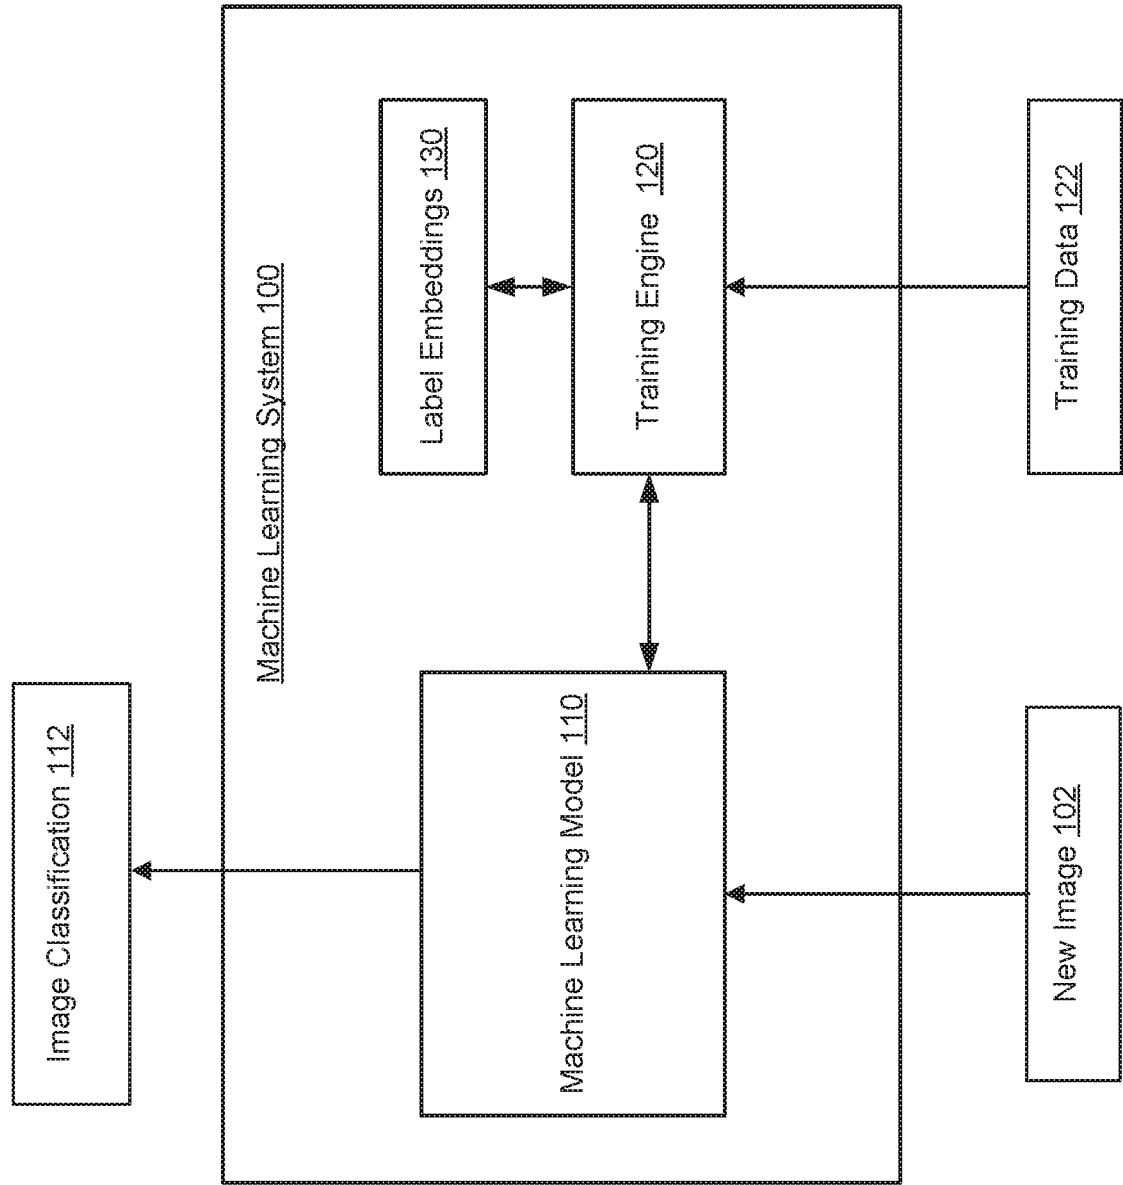 Image Classification 112
Machine Learning System 100
Machine Learning Model 110
Label Embeddings 130
Training Engine 120
New Image 102
Training Data 122